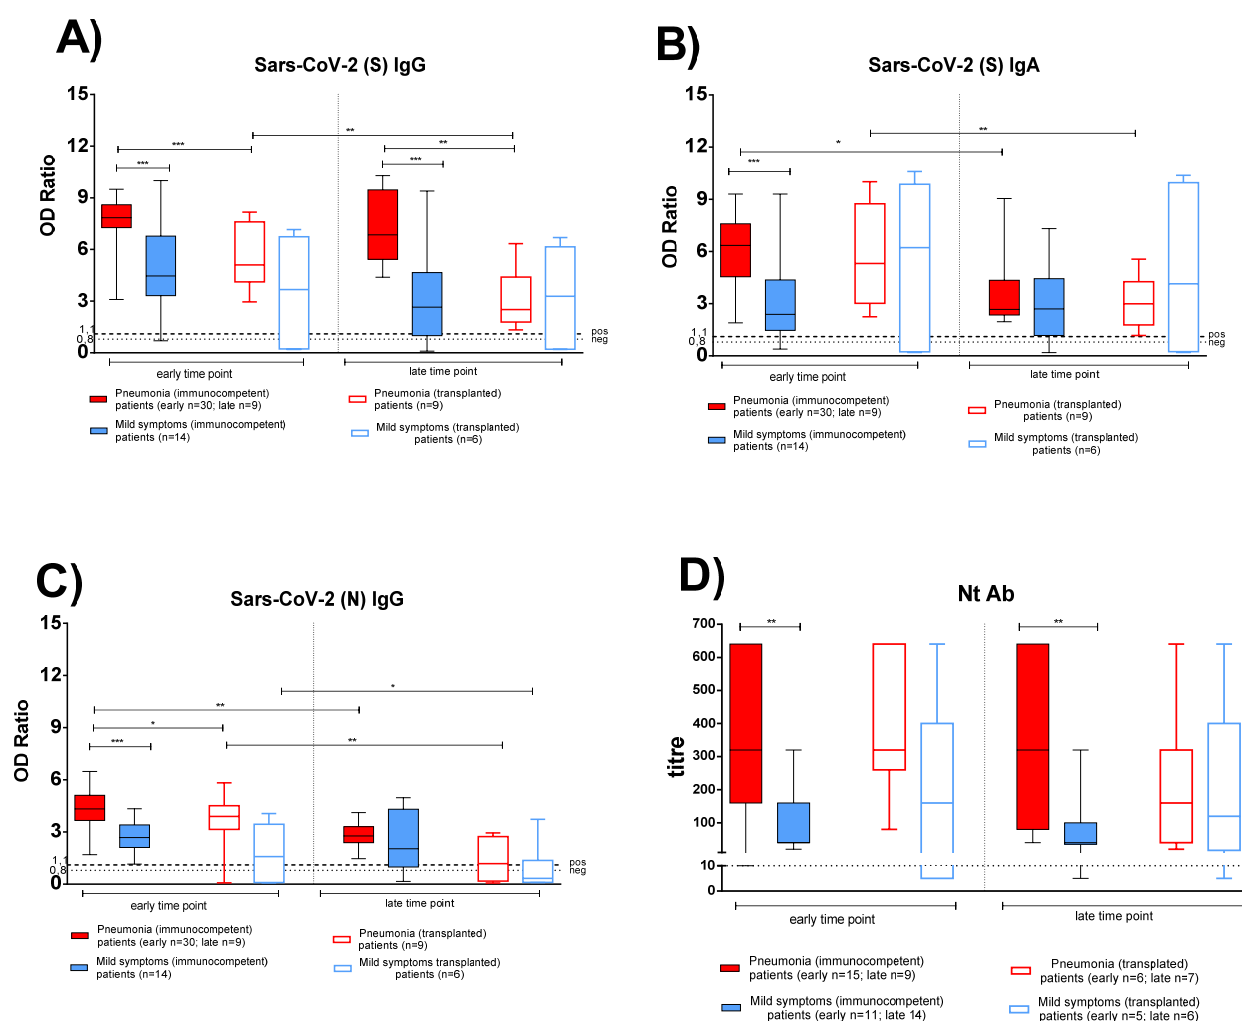 A)
Sars-CoV-2 (S) IgG
15
12
9
6
3
0
OD Ratio
1,1
0,8
***
***
**
**
***
pos
neg
early time point
late time point
Pneumonia (immunocompetent)
patients (early n=30; late n=9)
Mild symptoms (immunocompetent)
patients (n=14)
Pneumonia (transplanted)
patients (n=9)
Mild symptoms (transplanted)
patients (n=6)
B)
Sars-CoV-2 (S) IgA
15
12
9
6
3
0
OD Ratio
1,1
0,8
**
*
***
pos
neg
early time point
late time point
Pneumonia (immunocompetent)
patients (early n=30; late n=9)
Mild symptoms (immunocompetent)
patients (n=14)
Pneumonia (transplanted)
patients (n=9)
Mild symptoms (transplanted)
patients (n=6)
C)
Sars-CoV-2 (N) IgG
15
12
9
6
3
0
OD Ratio
1,1
0,8
*
**
*
***
**
pos
neg
early time point
late time point
Pneumonia (immunocompetent)
patients (early n=30; late n=9)
Mild symptoms (immunocompetent)
patients (n=14)
Pneumonia (transplanted)
patients (n=9)
Mild symptoms transplanted)
patients (n=6)
D)
Nt Ab
700
600
500
400
300
200
100
10
0
titre
**
**
early time point
late time point
Pneumonia (immunocompetent)
patients (early n=15; late n=9)
Mild symptoms (immunocompetent)
patients (early n=11; late 14)
Pneumonia (transplated)
patients (early n=6; late n=7)
Mild symptoms (transplanted)
patients (early n=5; late n=6)